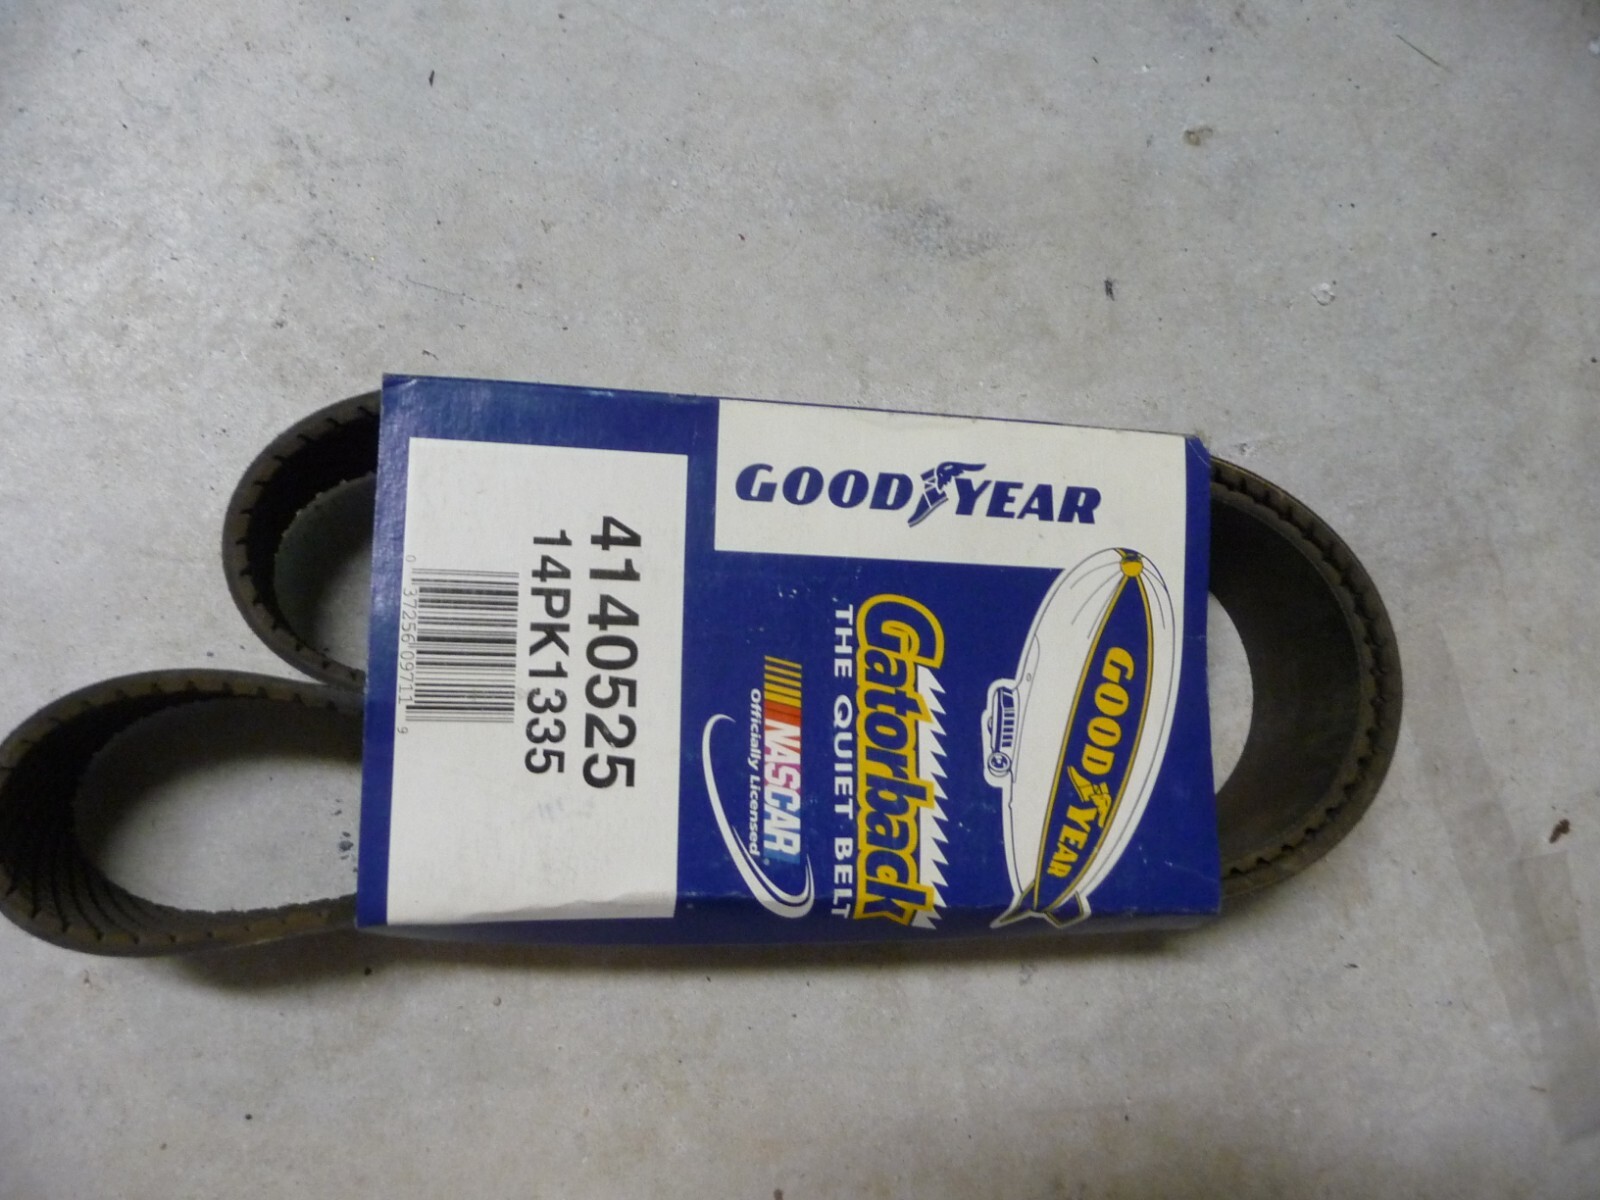 GOODYEAR
GOODYEAR
Gatorback
THE QUIET BELT
NASCAR®
Officially Licensed
4140525
14PK1335
0 37256 09711 9